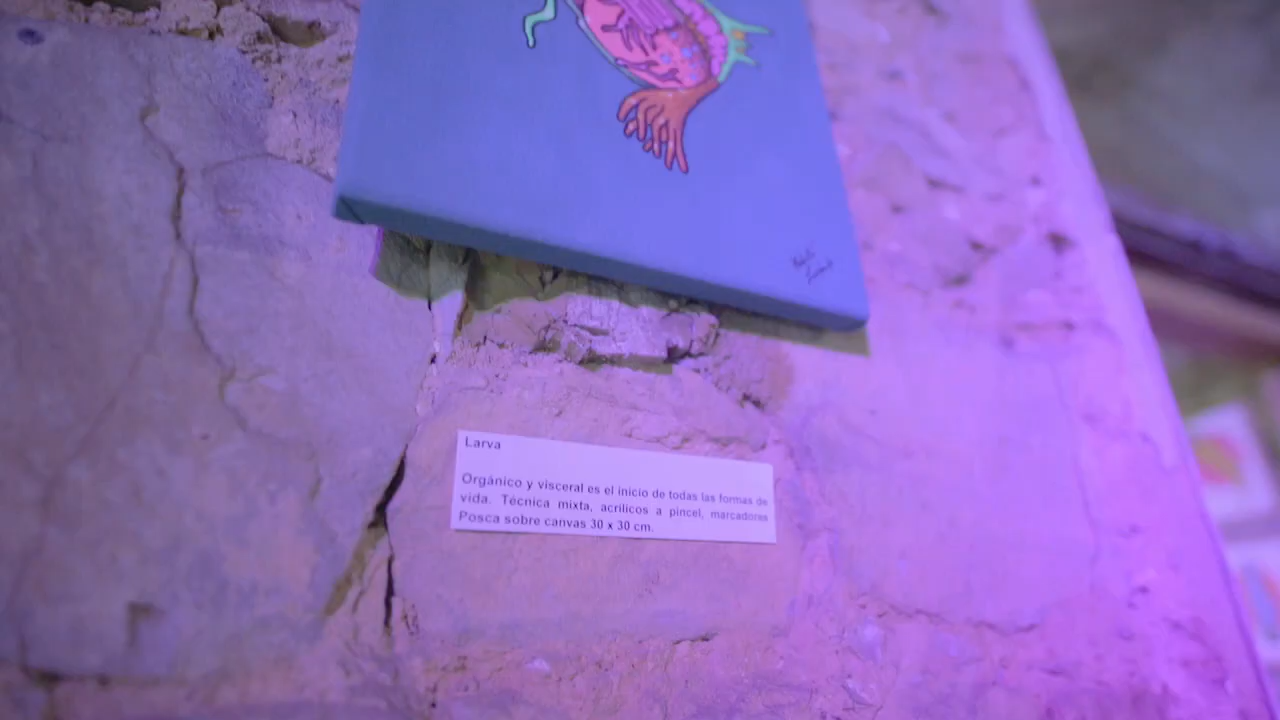 Larva
Orgánico y visceral es el inicio de todas las formas de
vida. Técnica mixta, acrílicos a pincel, marcadores
Posca sobre canvas 30 x 30 cm.